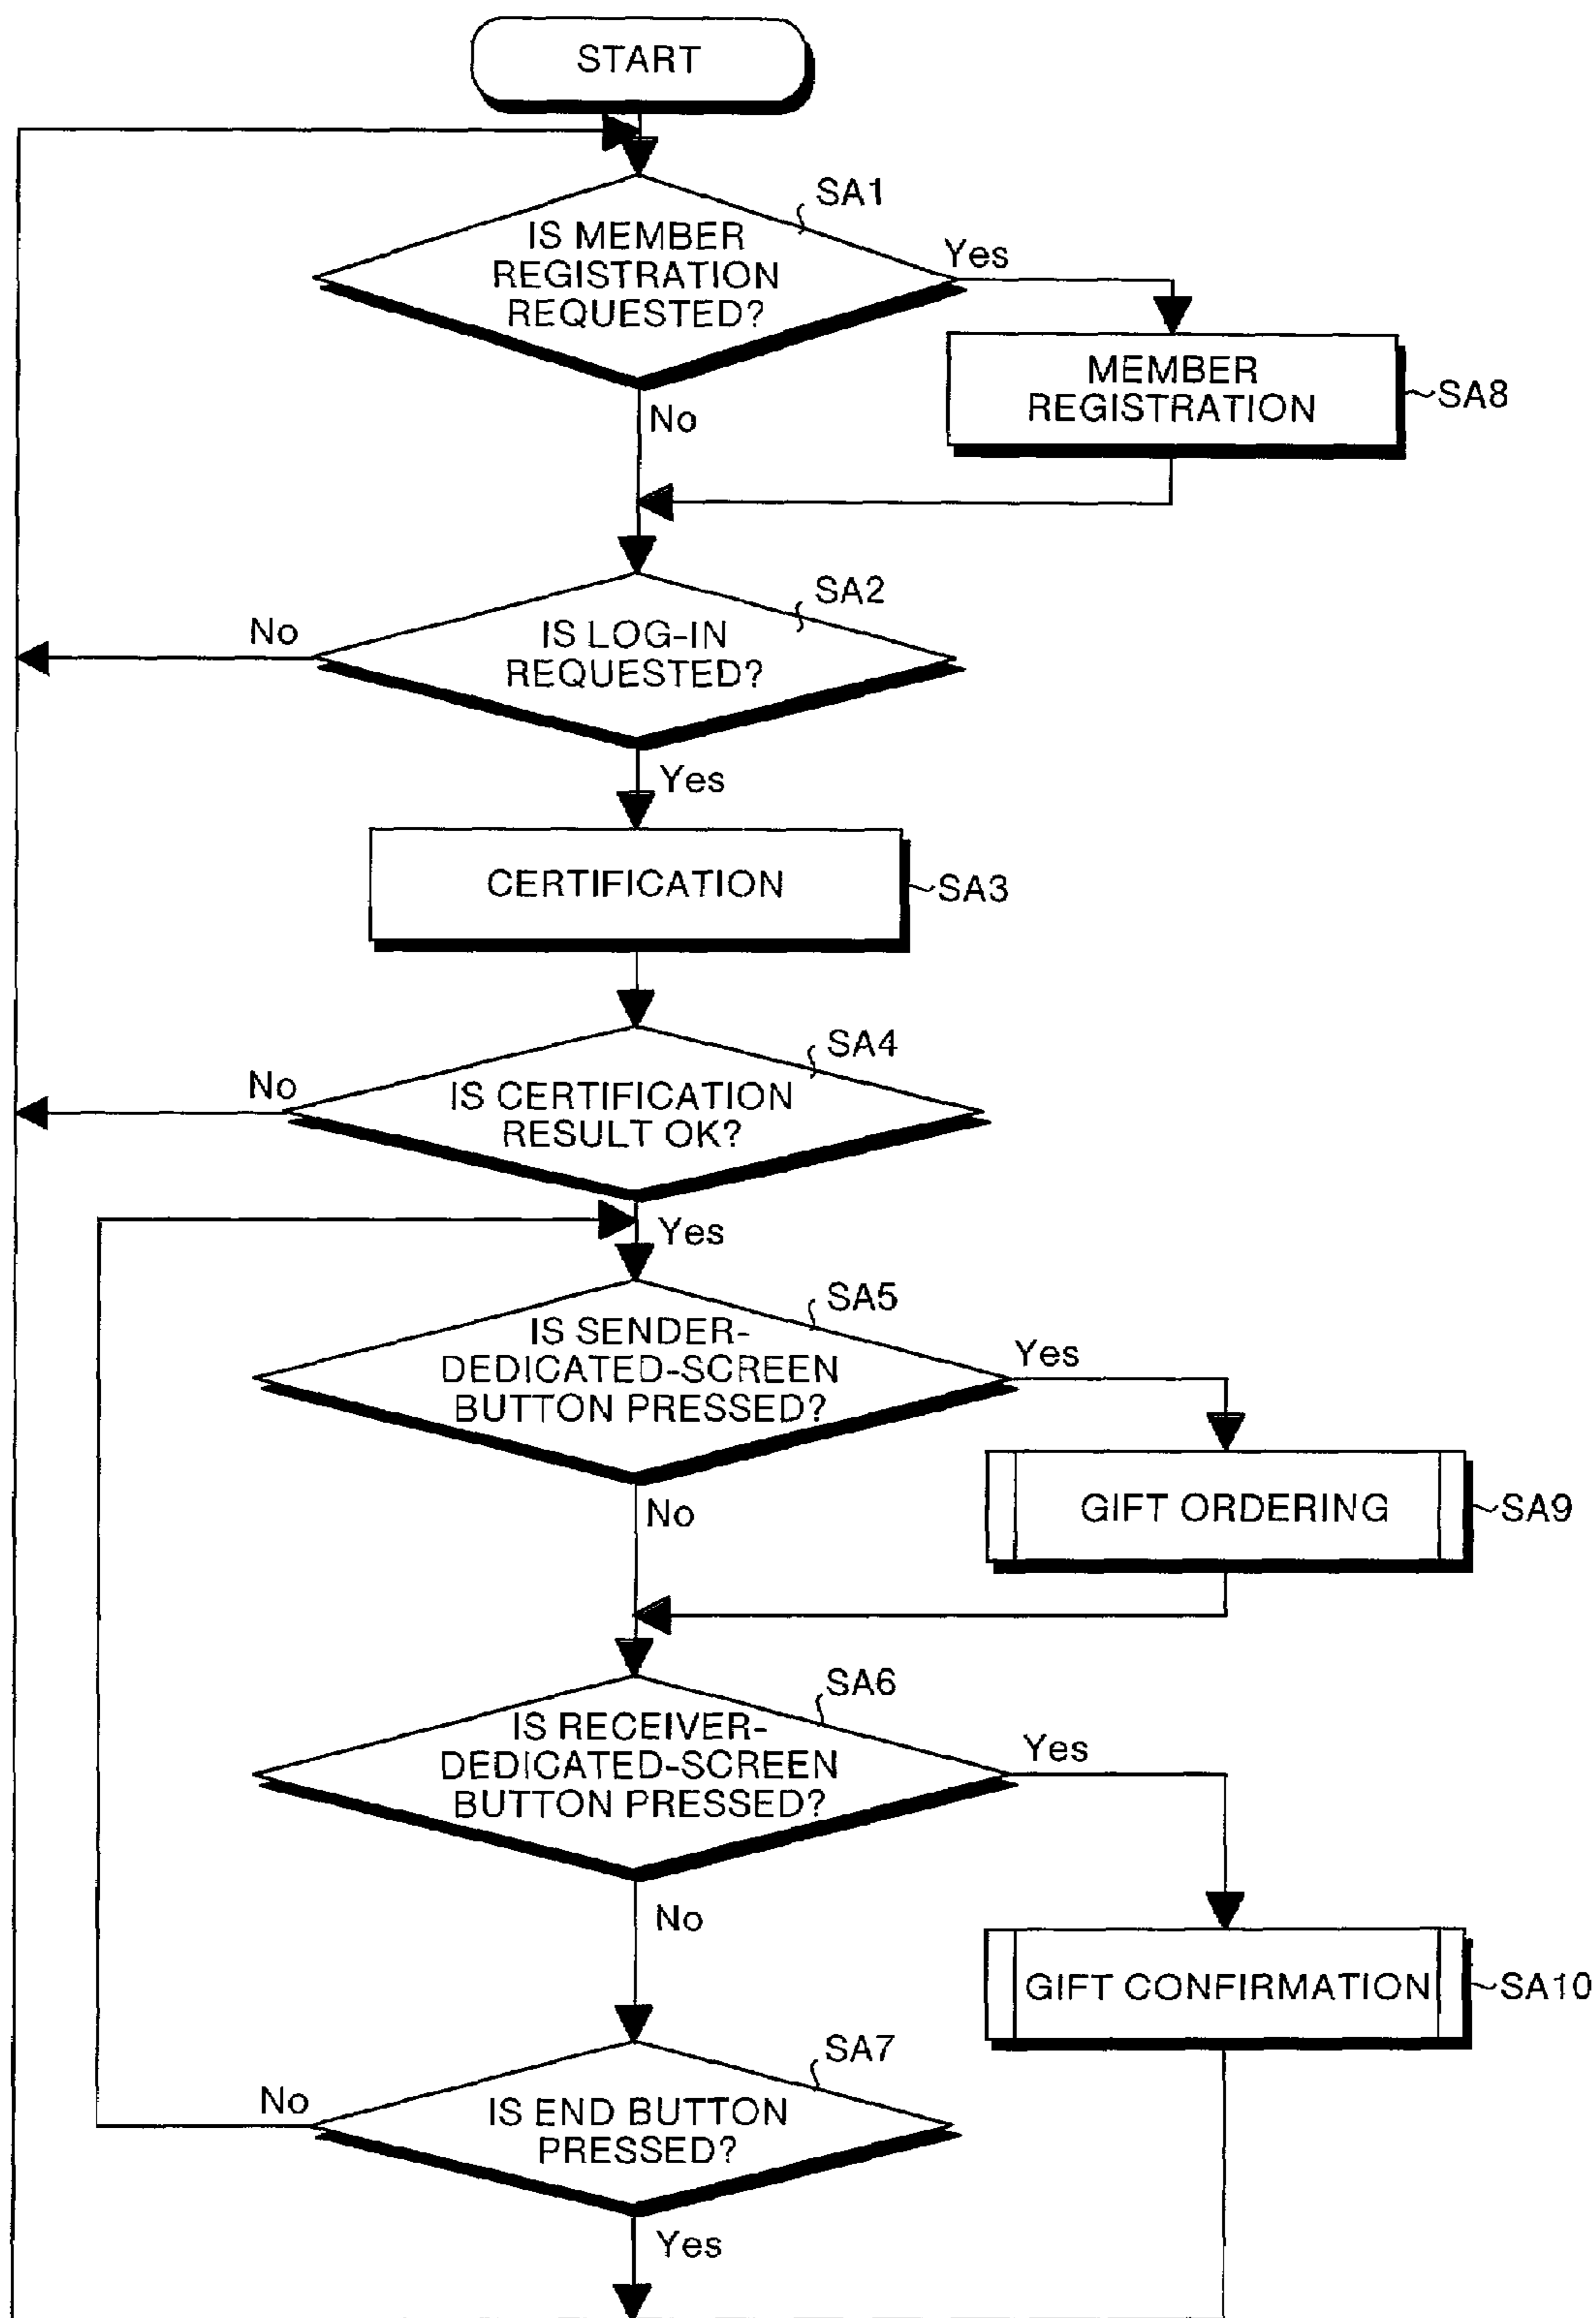 START
SA1
IS MEMBER
REGISTRATION
REQUESTED?
Yes
MEMBER
REGISTRATION
SA8
No
SA2
IS LOG-IN
REQUESTED?
No
Yes
CERTIFICATION
SA3
SA4
IS CERTIFICATION
RESULT OK?
No
Yes
SA5
IS SENDER-
DEDICATED-SCREEN
BUTTON PRESSED?
Yes
GIFT ORDERING
SA9
No
SA6
IS RECEIVER-
DEDICATED-SCREEN
BUTTON PRESSED?
Yes
No
GIFT CONFIRMATION
SA10
SA7
IS END BUTTON
PRESSED?
No
Yes